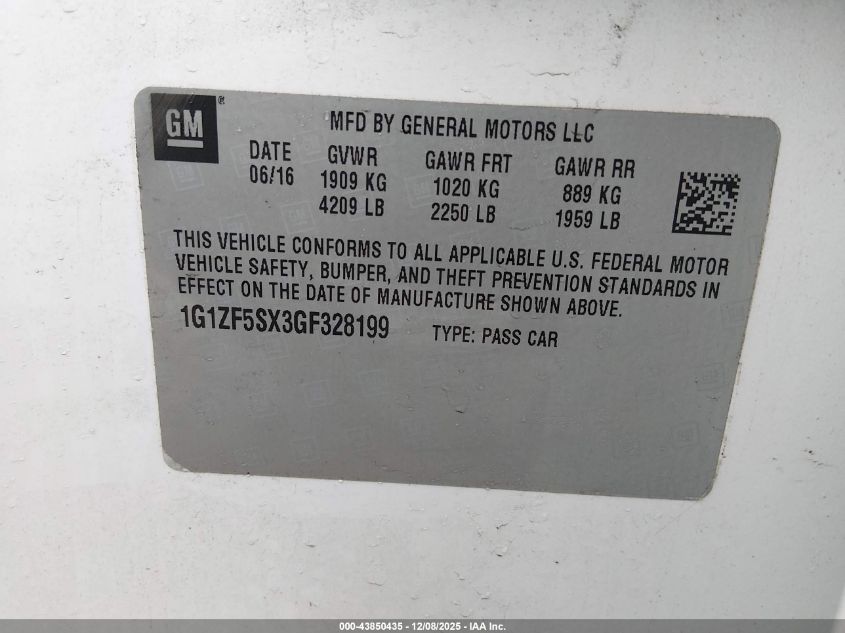 GM®
MFD BY GENERAL MOTORS LLC
DATE GVWR GAWR FRT GAWR RR
06/16 1909 KG 1020 KG 889 KG
4209 LB 2250 LB 1959 LB
THIS VEHICLE CONFORMS TO ALL APPLICABLE U.S. FEDERAL MOTOR
VEHICLE SAFETY, BUMPER, AND THEFT PREVENTION STANDARDS IN
EFFECT ON THE DATE OF MANUFACTURE SHOWN ABOVE.
1G1ZF5SX3GF328199 TYPE: PASS CAR
000-43850435 - 12/08/2025 - IAA Inc.